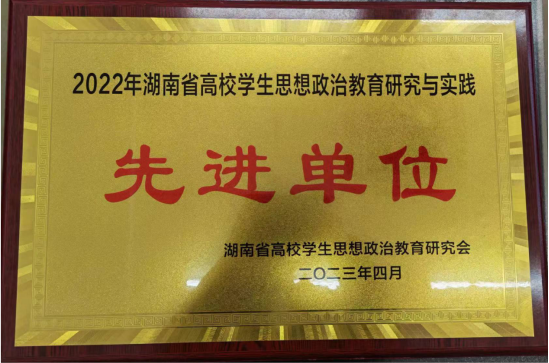 2022年湖南省高校学生思想政治教育研究与实践
先进单位
湖南省高校学生思想政治教育研究会
二〇二三年四月